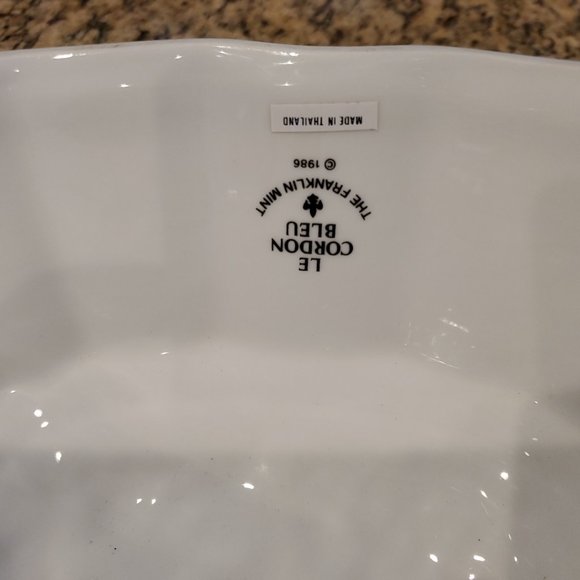 LE
CORDON
BLEU
THE FRANKLIN MINT
© 1986
MADE IN THAILAND